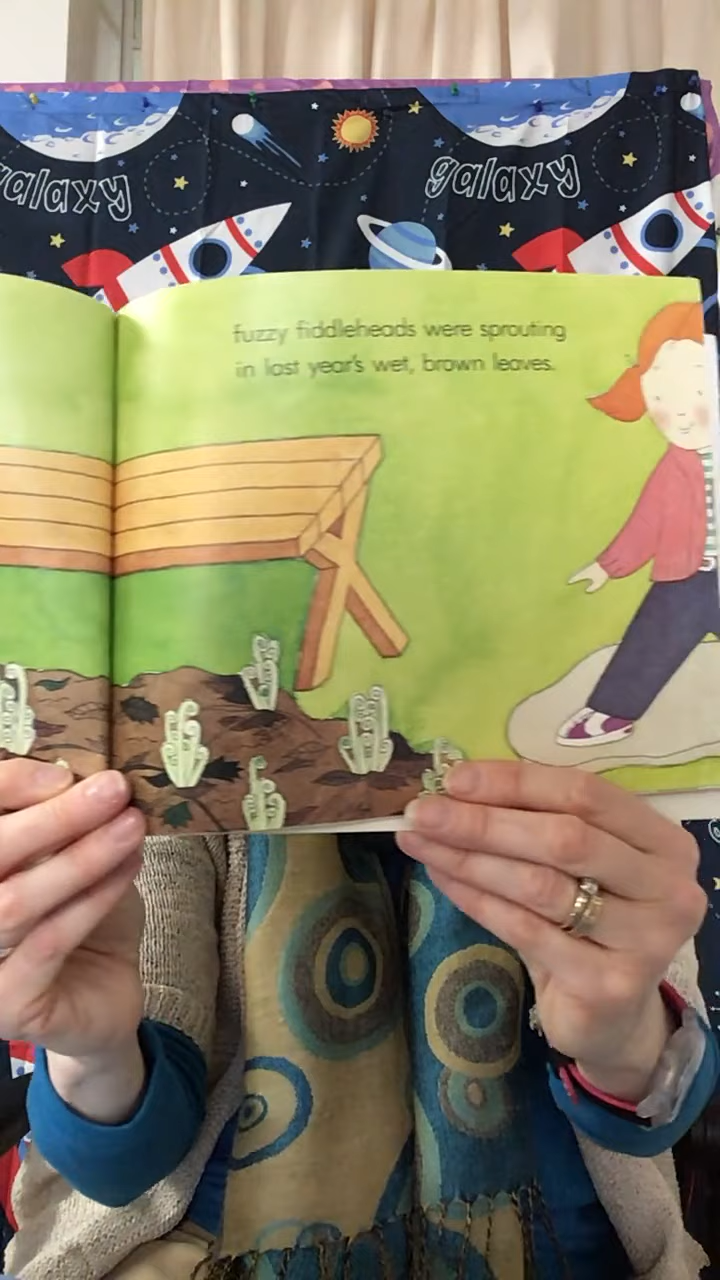 galaxy
galaxy
fuzzy fiddleheads were sprouting
in last year's wet, brown leaves.